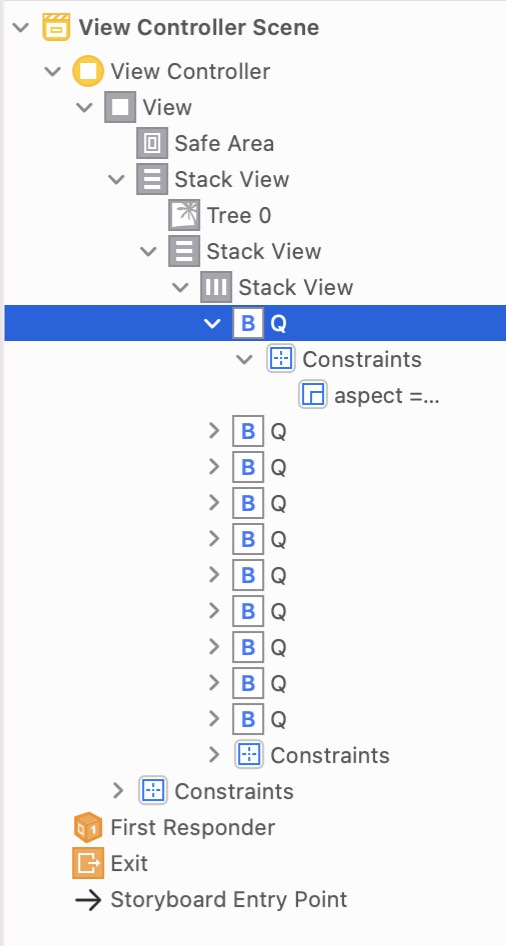 View Controller Scene
View Controller
View
Safe Area
Stack View
Tree 0
Stack View
Stack View
B Q
Constraints
aspect =...
B Q
B Q
B Q
B Q
B Q
B Q
B Q
B Q
B Q
Constraints
Constraints
First Responder
Exit
Storyboard Entry Point